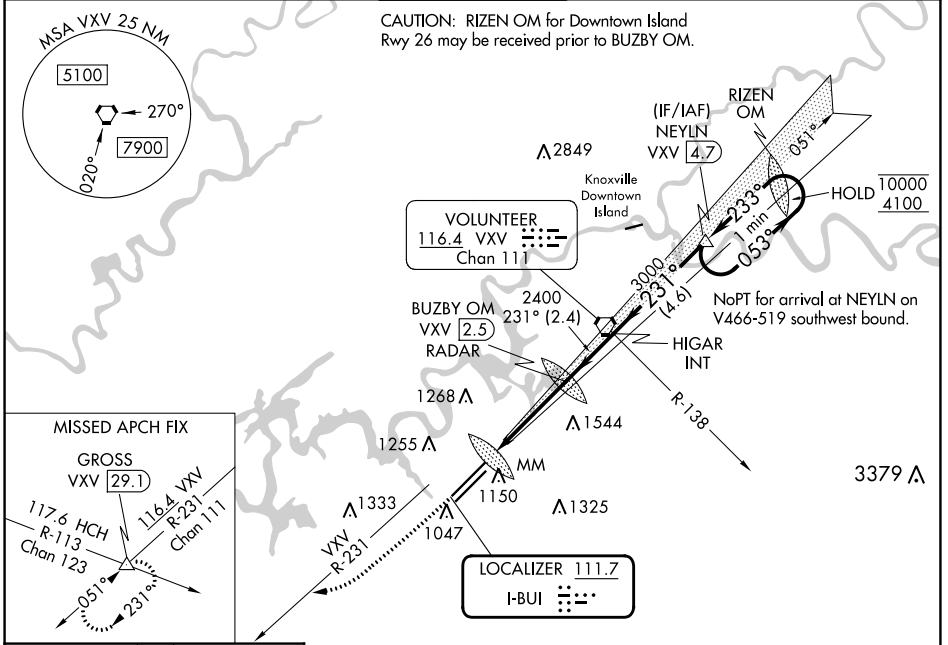 CAUTION: RIZEN OM for Downtown Island
Rwy 26 may be received prior to BUZBY OM.
MSA VXV 25 NM
5100
270°
7900
020°
(IF/IAF)
NEYLN
VXV 4.7
RIZEN
OM
051°
2849
Knoxville
Downtown
Island
HOLD
10000
4100
233°
1 min
053°
VOLUNTEER
116.4 VXV
Chan 111
3000
231°
(4.6)
NoPT for arrival at NEYLN on
V466-519 southwest bound.
2400
231° (2.4)
BUZBY OM
VXV 2.5
RADAR
HIGAR
INT
R-138
1268
1544
1255
MM
1150
3379
1333
1047
1325
VXV
R-231
LOCALIZER 111.7
I-BUI
MISSED APCH FIX
GROSS
VXV 29.1
117.6 HCH
R-113
Chan 123
116.4 VXV
R-231
Chan 111
051°
231°